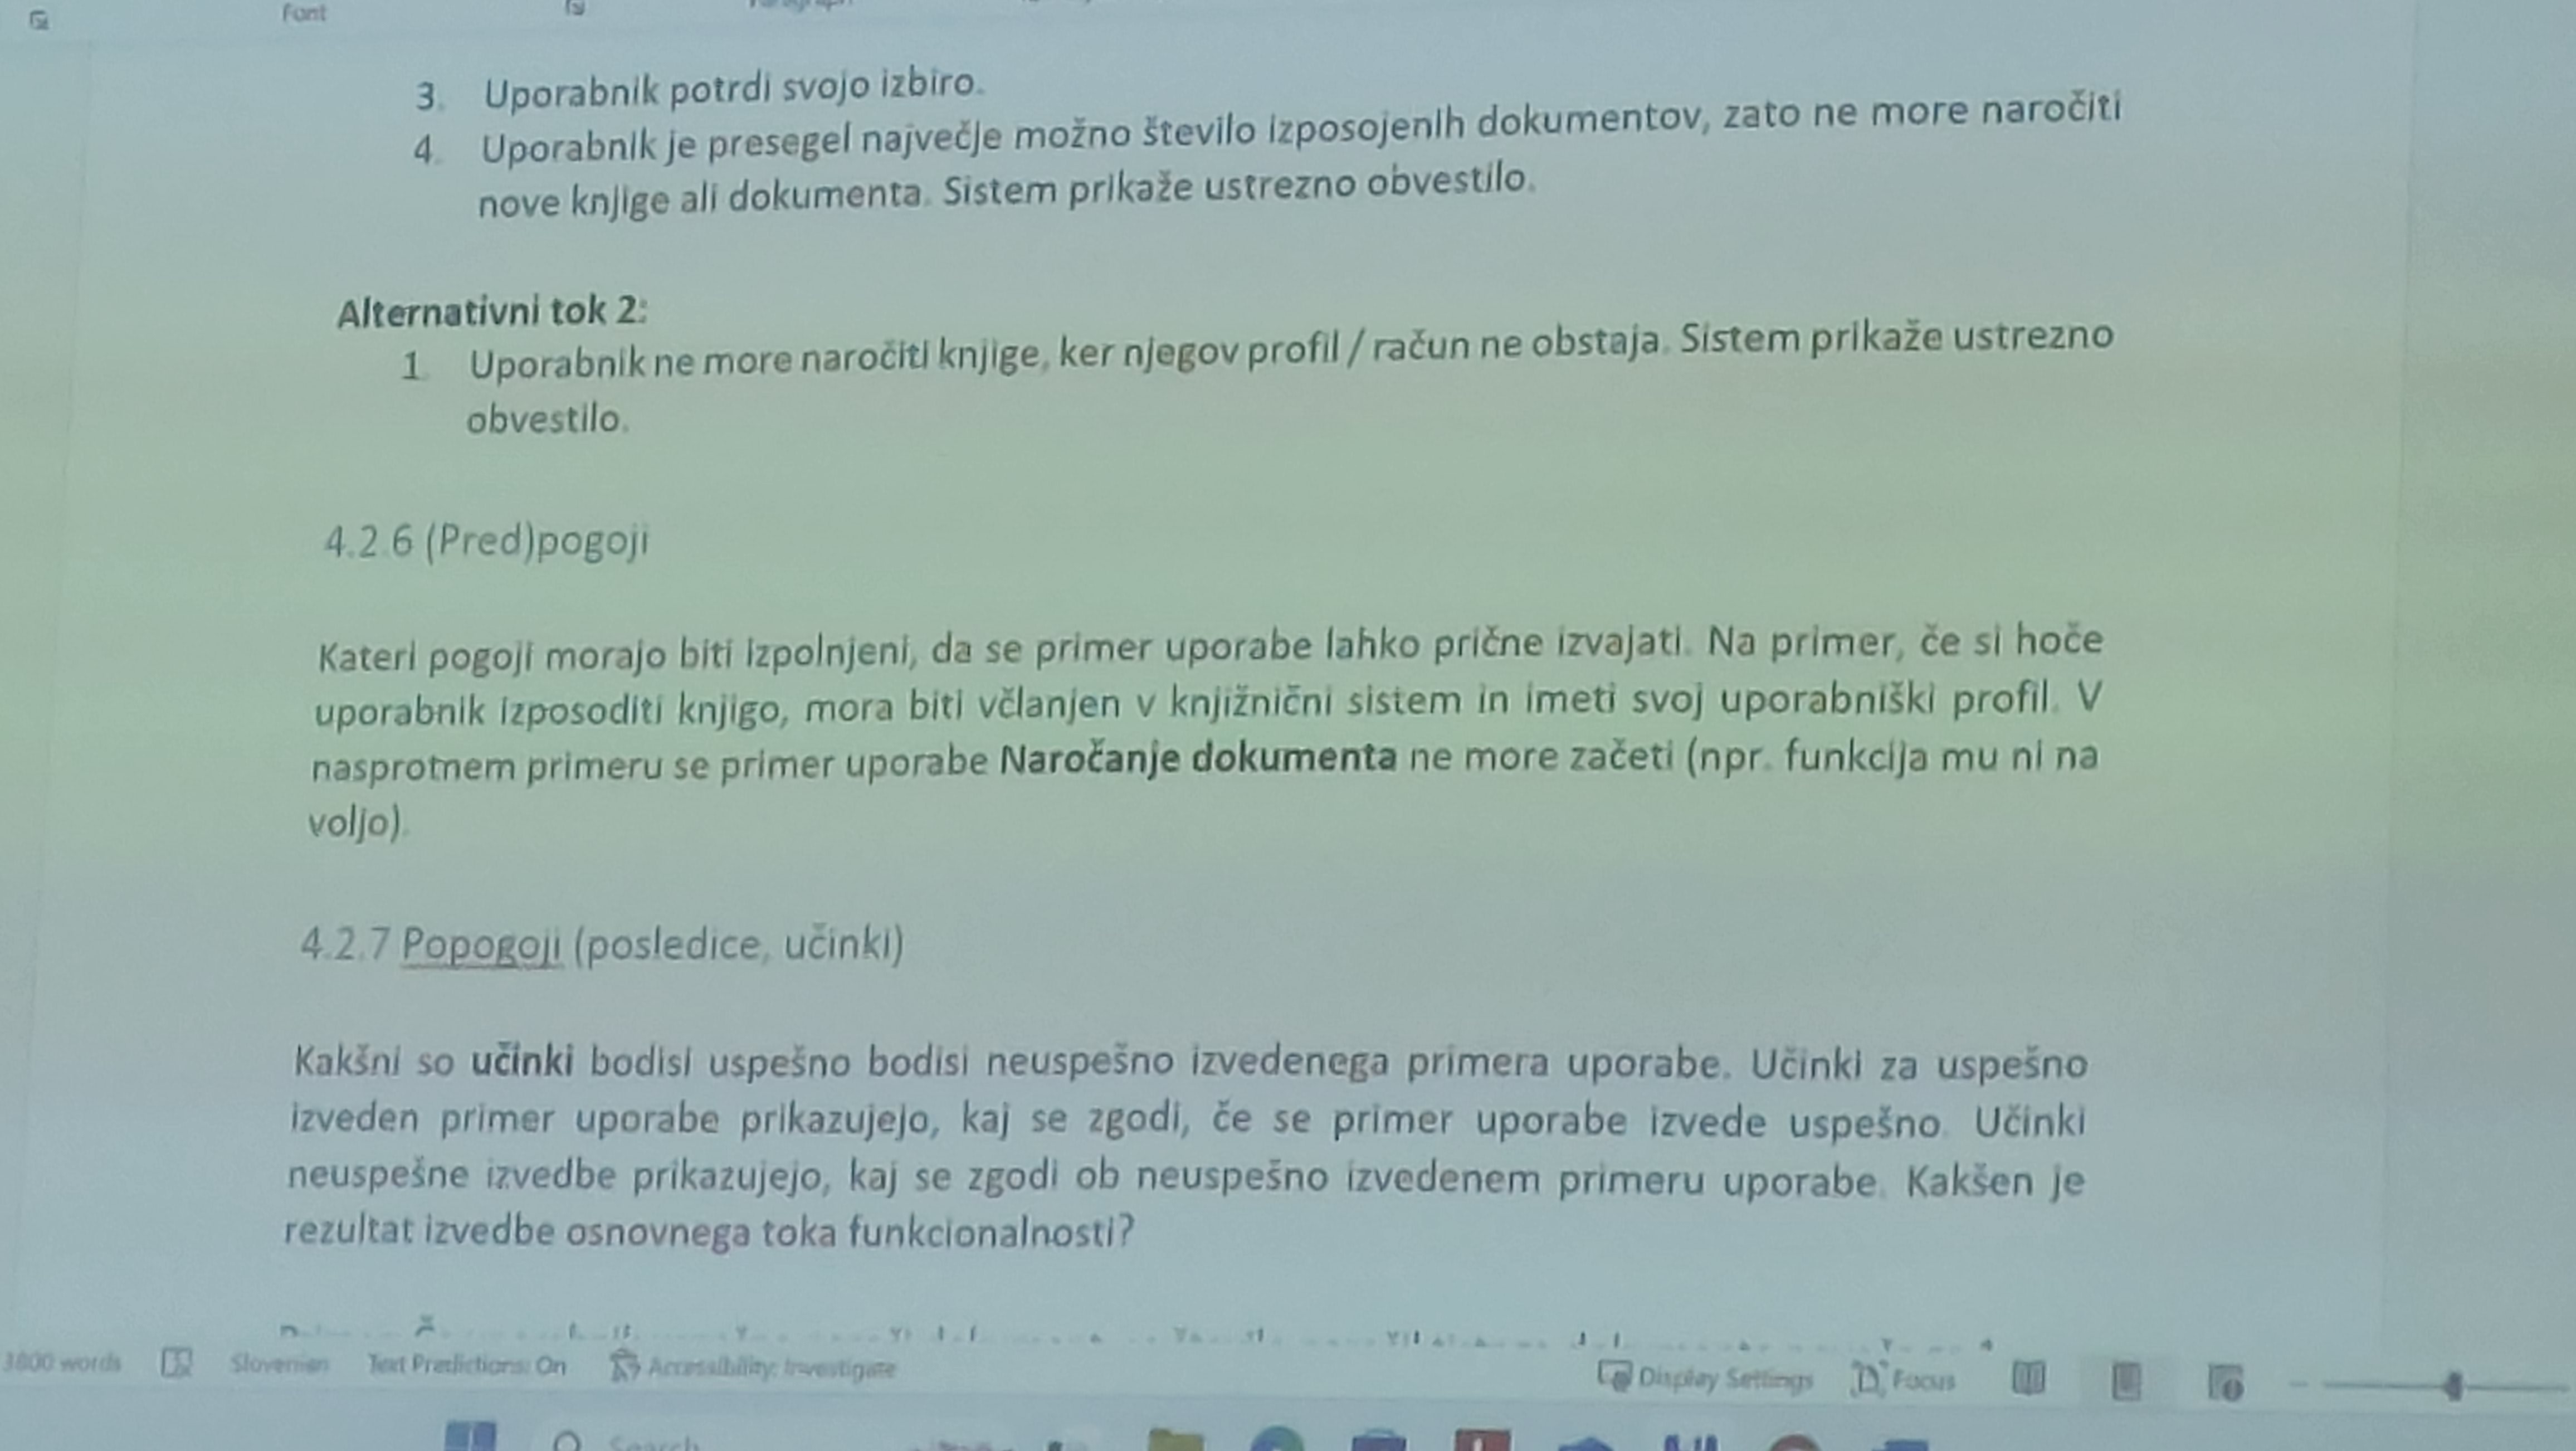 Font
3. Uporabnik potrdi svojo izbiro.
4. Uporabnik je presegel največje možno število izposojenih dokumentov, zato ne more naročiti
nove knjige ali dokumenta. Sistem prikaže ustrezno obvestilo.
Alternativni tok 2:
1. Uporabnik ne more naročiti knjige, ker njegov profil / račun ne obstaja. Sistem prikaže ustrezno
obvestilo.
4.2.6 (Pred)pogoji
Kateri pogoji morajo biti izpolnjeni, da se primer uporabe lahko prične izvajati. Na primer, če si hoče
uporabnik izposoditi knjigo, mora biti včlanjen v knjižnični sistem in imeti svoj uporabniški profil. V
nasprotnem primeru se primer uporabe Naročanje dokumenta ne more začeti (npr. funkcija mu ni na
voljo).
4.2.7 Popogoji (posledice, učinki)
Kakšni so učinki bodisi uspešno bodisi neuspešno izvedenega primera uporabe. Učinki za uspešno
izveden primer uporabe prikazujejo, kaj se zgodi, če se primer uporabe izvede uspešno. Učinki
neuspešne izvedbe prikazujejo, kaj se zgodi ob neuspešno izvedenem primeru uporabe. Kakšen je
rezultat izvedbe osnovnega toka funkcionalnosti?
3800 words Slovenian Text Predictions: On Accessibility: Investigate Display Settings Focus
Search